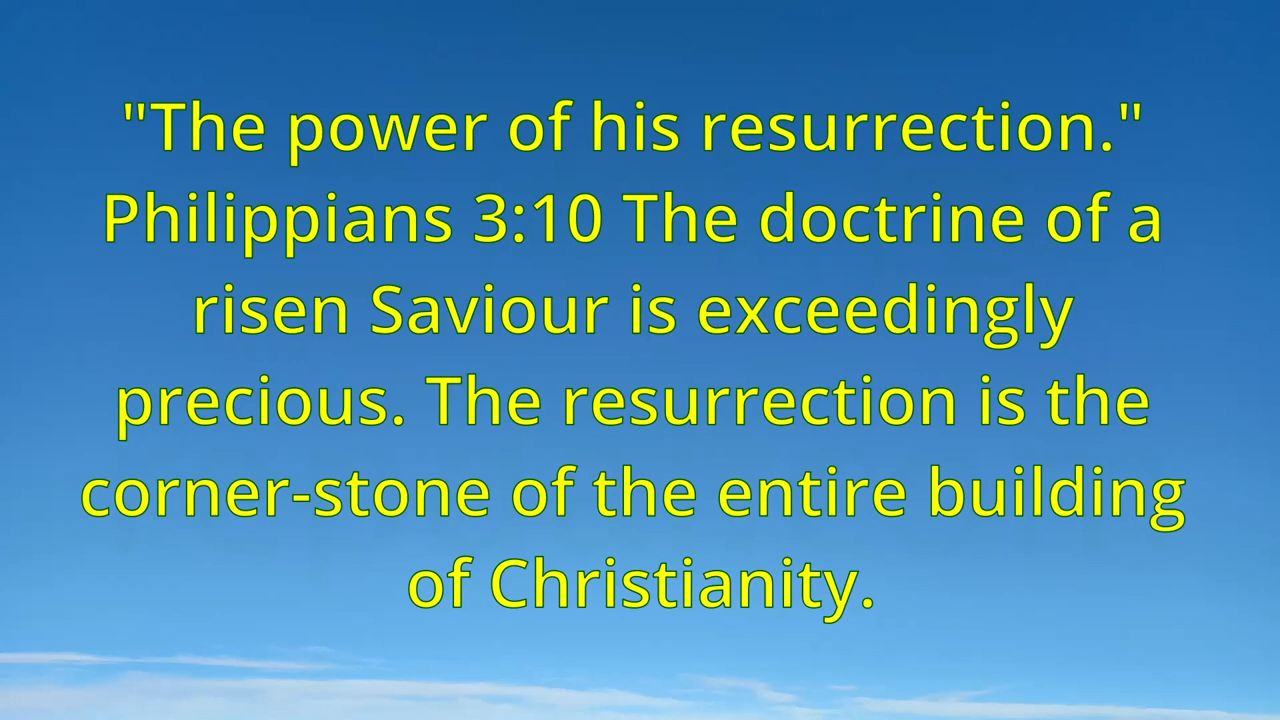 "The power of his resurrection."
Philippians 3:10 The doctrine of a
risen Saviour is exceedingly
precious. The resurrection is the
corner-stone of the entire building
of Christianity.